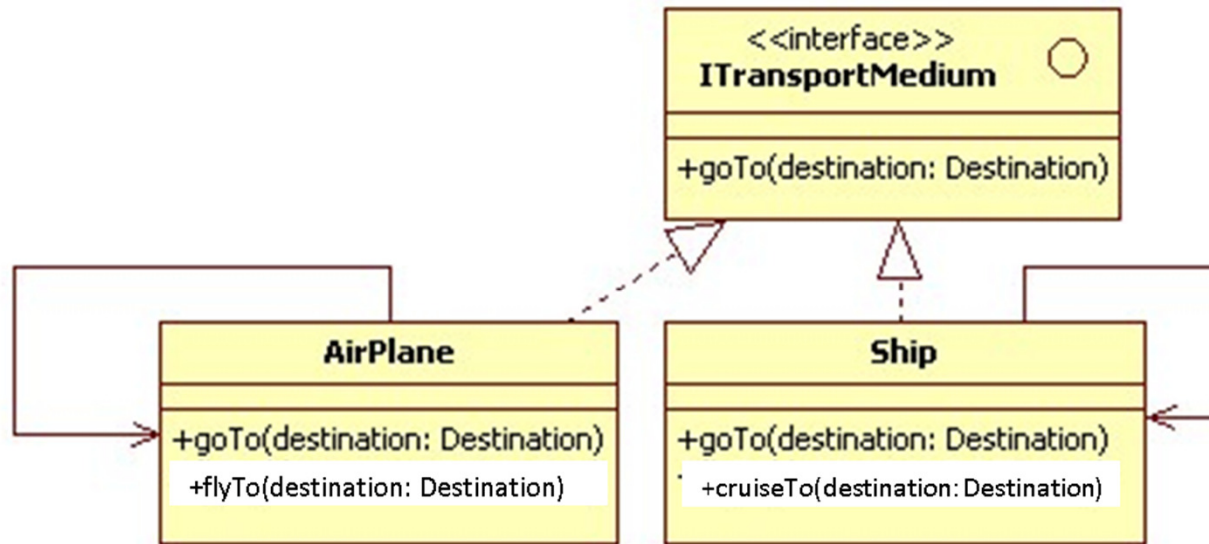 <<interface>>
ITransportMedium
+goTo(destination: Destination)
AirPlane
+goTo(destination: Destination)
+flyTo(destination: Destination)
Ship
+goTo(destination: Destination)
+cruiseTo(destination: Destination)